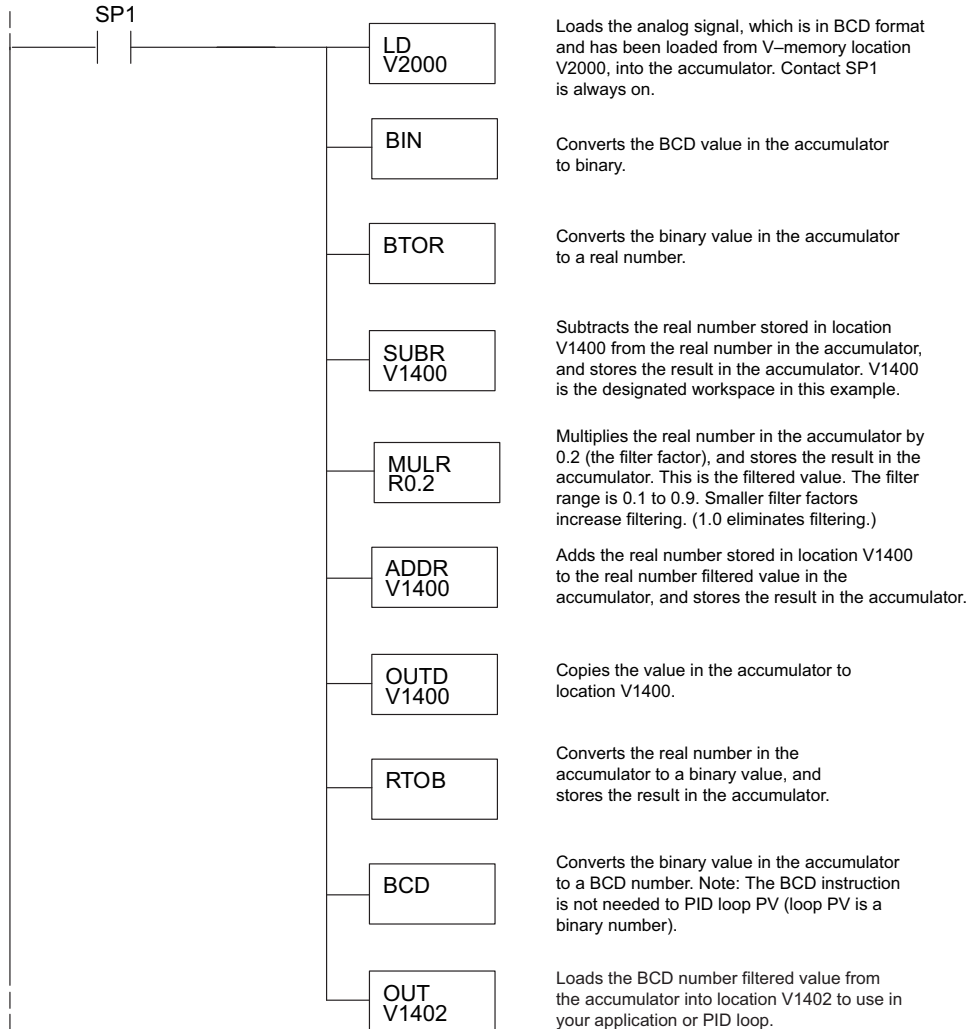 SP1
LD
V2000
Loads the analog signal, which is in BCD format
and has been loaded from V–memory location
V2000, into the accumulator. Contact SP1
is always on.
BIN
Converts the BCD value in the accumulator
to binary.
BTOR
Converts the binary value in the accumulator
to a real number.
SUBR
V1400
Subtracts the real number stored in location
V1400 from the real number in the accumulator,
and stores the result in the accumulator. V1400
is the designated workspace in this example.
MULR
R0.2
Multiplies the real number in the accumulator by
0.2 (the filter factor), and stores the result in the
accumulator. This is the filtered value. The filter
range is 0.1 to 0.9. Smaller filter factors
increase filtering. (1.0 eliminates filtering.)
ADDR
V1400
Adds the real number stored in location V1400
to the real number filtered value in the
accumulator, and stores the result in the accumulator.
OUTD
V1400
Copies the value in the accumulator to
location V1400.
RTOB
Converts the real number in the
accumulator to a binary value, and
stores the result in the accumulator.
BCD
Converts the binary value in the accumulator
to a BCD number. Note: The BCD instruction
is not needed to PID loop PV (loop PV is a
binary number).
OUT
V1402
Loads the BCD number filtered value from
the accumulator into location V1402 to use in
your application or PID loop.